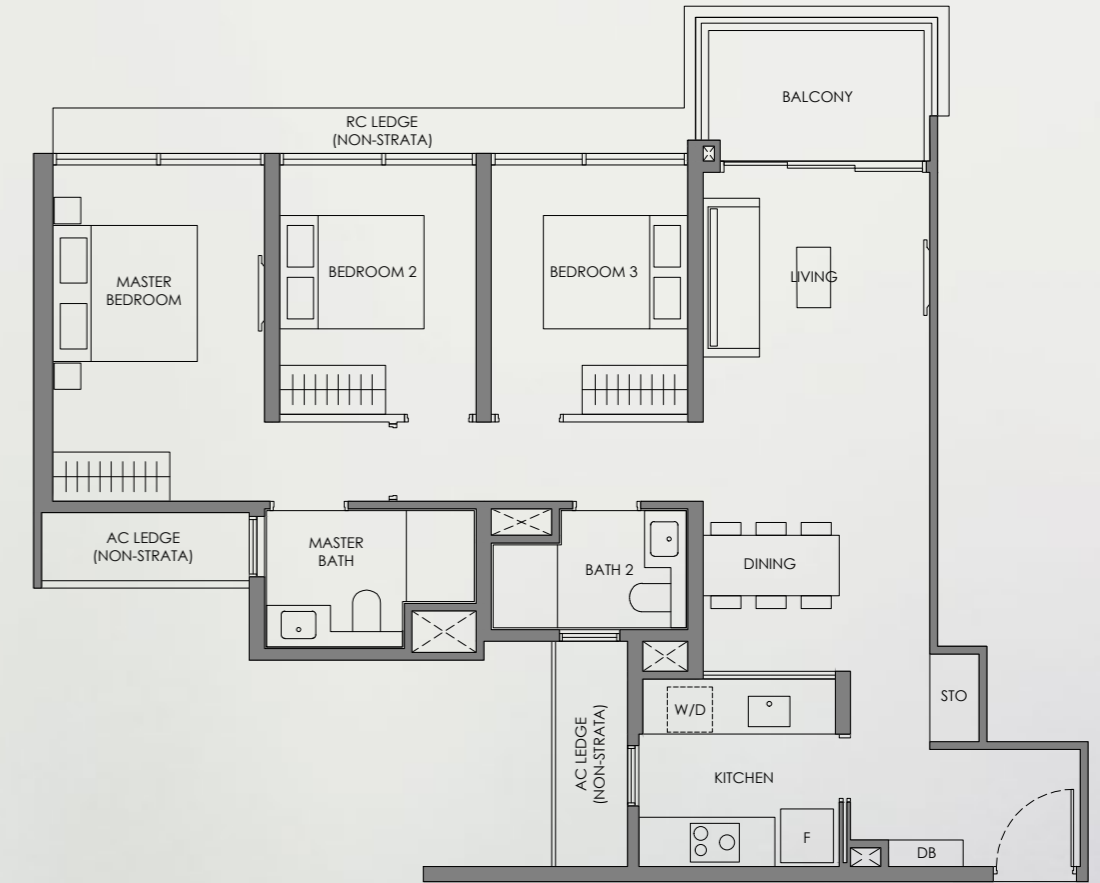 BALCONY
RC LEDGE
(NON-STRATA)
MASTER
BEDROOM
BEDROOM 2
BEDROOM 3
LIVING
AC LEDGE
(NON-STRATA)
MASTER
BATH
BATH 2
DINING
STO
W/D
AC LEDGE
(NON-STRATA)
KITCHEN
F
DB